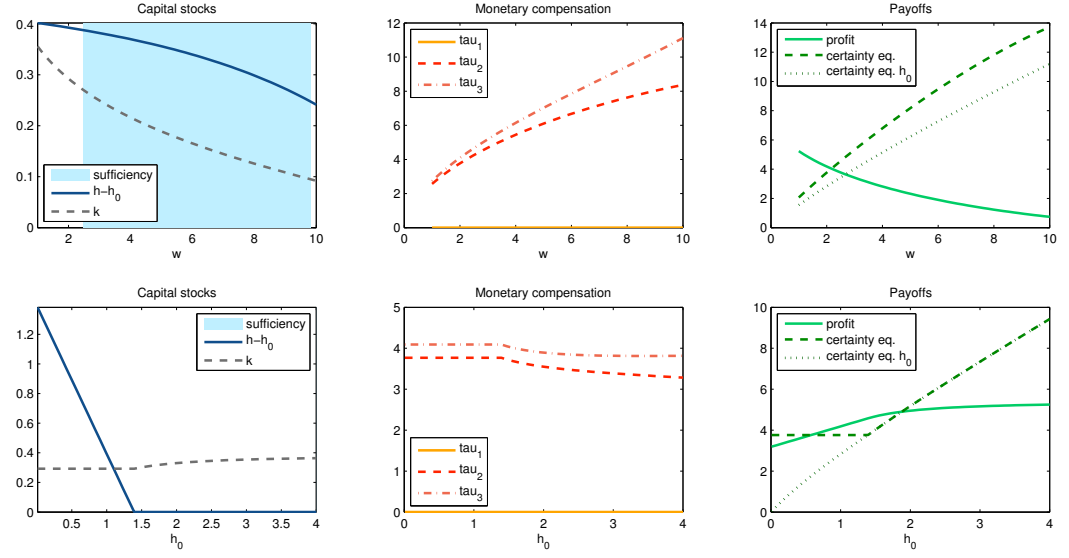 Capital stocks
0.4
0.3
0.2
0.1
0
sufficiency
h−h0
k
2 4 6 8 10
w
Monetary compensation
12
10
8
6
4
2
0
tau1
tau2
tau3
0 2 4 6 8 10
w
Payoffs
14
12
10
8
6
4
2
0
profit
certainty eq.
certainty eq. h0
0 2 4 6 8 10
w
Capital stocks
1.2
1
0.8
0.6
0.4
0.2
0
sufficiency
h−h0
k
0.5 1 1.5 2 2.5 3 3.5 4
h0
Monetary compensation
5
4
3
2
1
0
tau1
tau2
tau3
0 1 2 3 4
h0
Payoffs
10
8
6
4
2
0
profit
certainty eq.
certainty eq. h0
0 1 2 3 4
h0